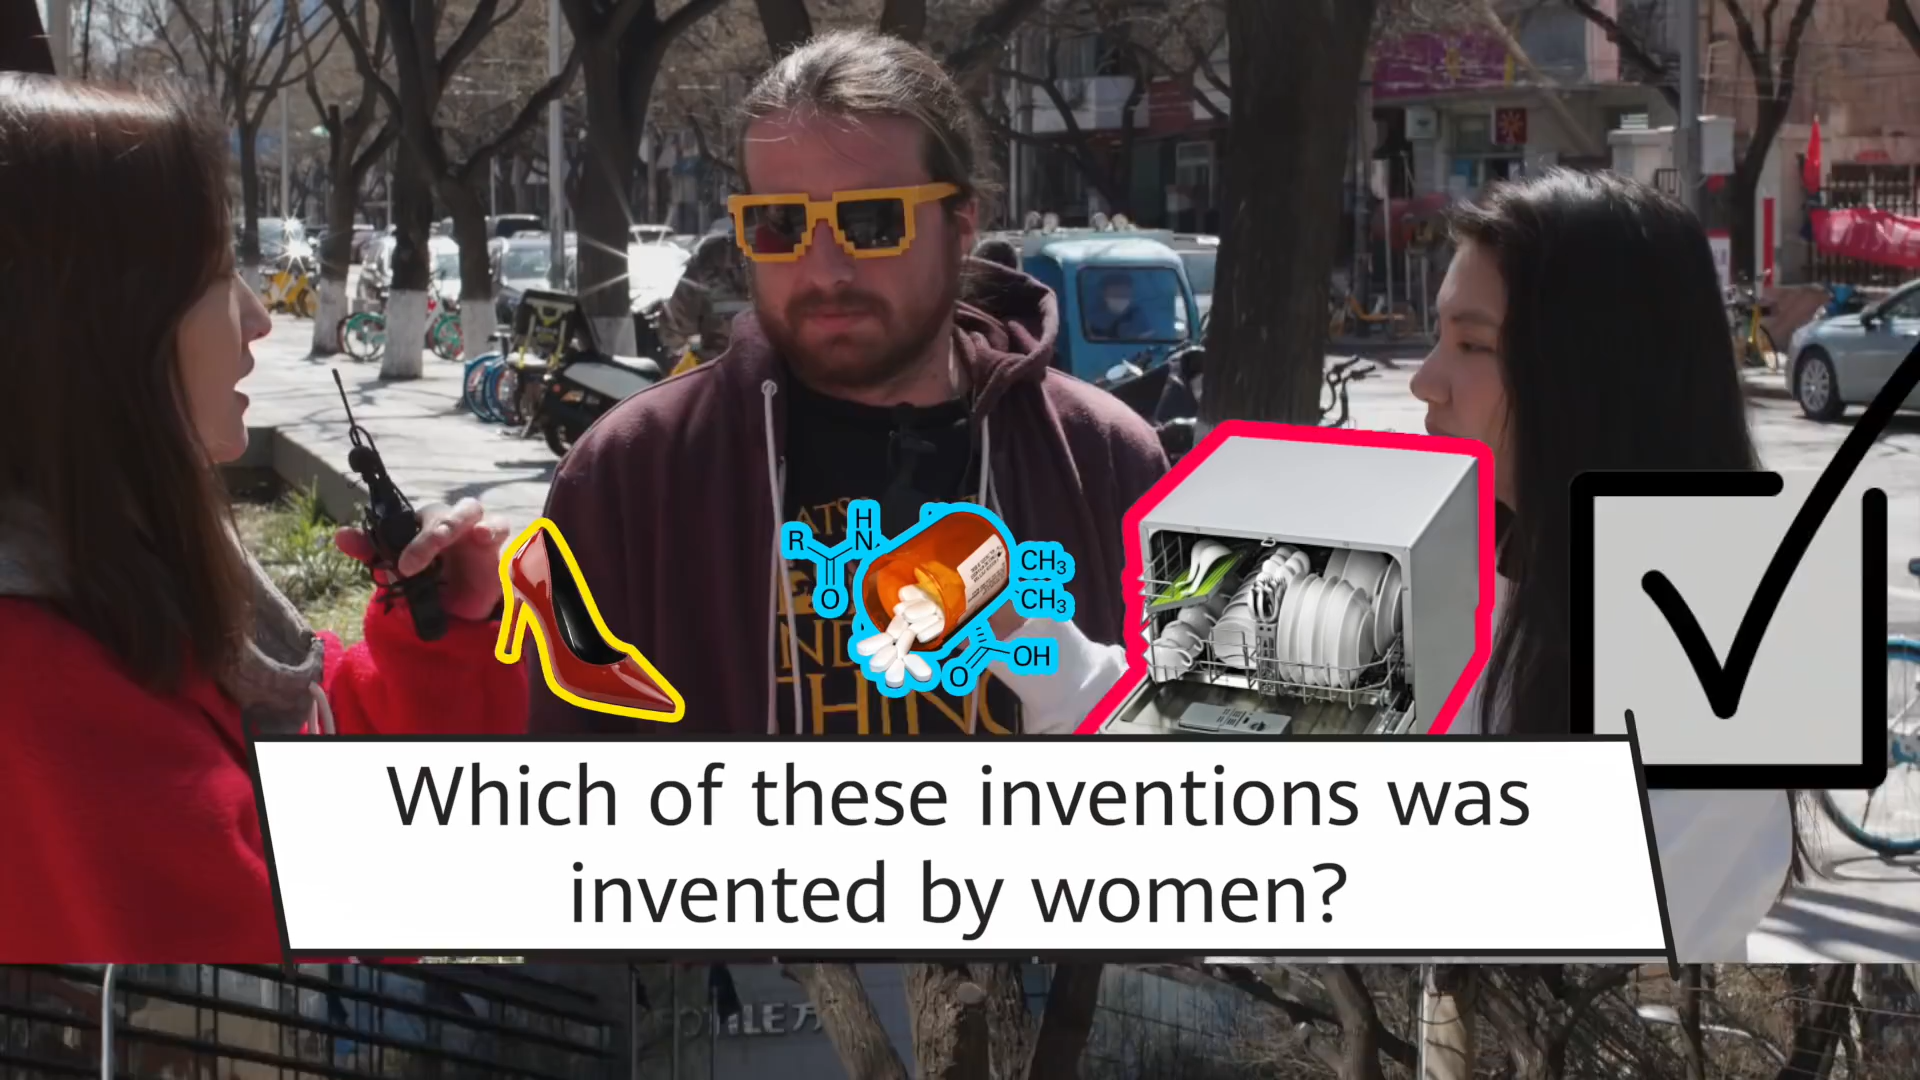 R
H
N
O
CH3
CH3
OH
O
Which of these inventions was
invented by women?